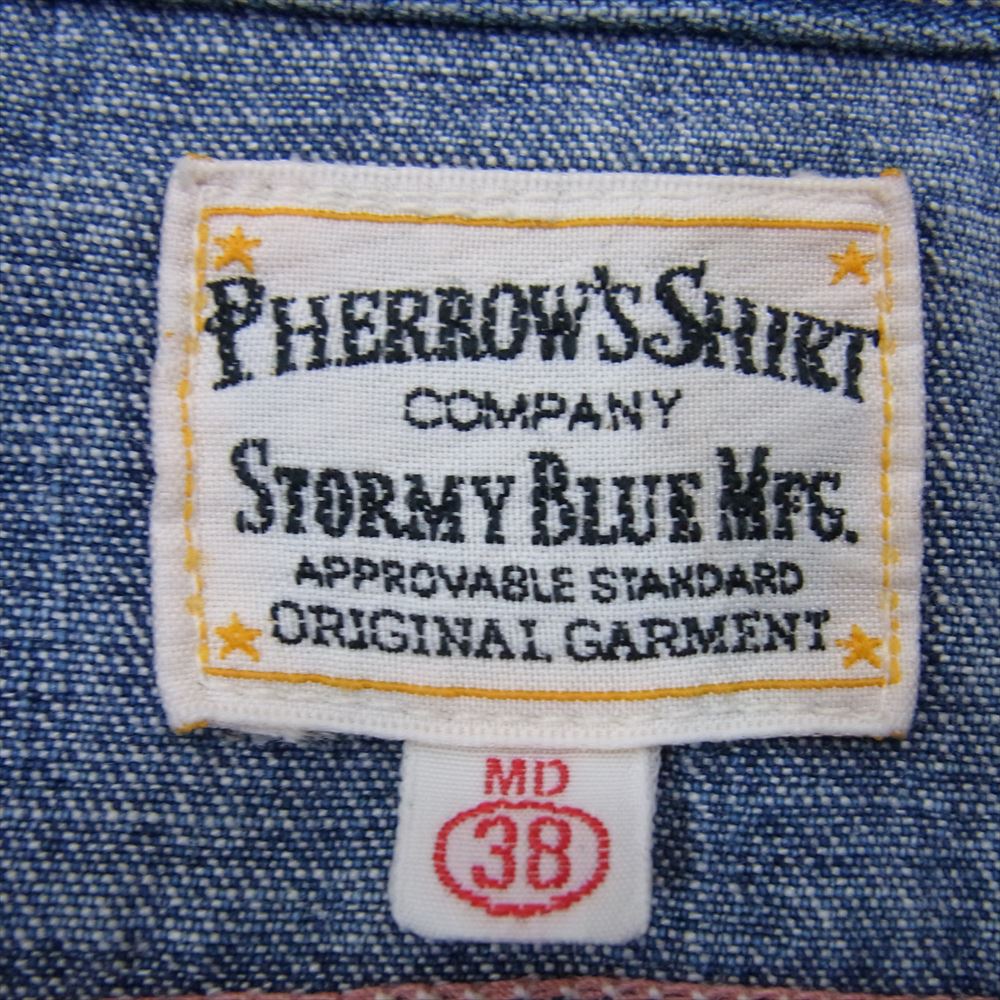 PHERROW'S SHIRT
COMPANY
STORMY BLUE MFG.
APPROVABLE STANDARD
ORIGINAL GARMENT
MD
38